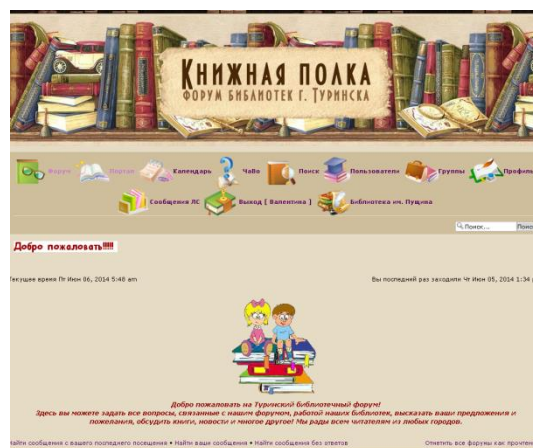 КНИЖНАЯ ПОЛКА
ФОРУМ БИБЛИОТЕК Г. ТУРИНСКА
Форум Портал Календарь ЧаВо Поиск Пользователи Группы Профиль
Сообщения ЛС Выход [ Валентина ] Библиотека им. Пущина
Поиск... Поис
Добро пожаловать!!!!!
Текущее время Пт Июн 06, 2014 5:48 am Вы последний раз заходили Чт Июн 05, 2014 1:34
Добро пожаловать на Туринский библиотечный форум!
Здесь вы можете задать все вопросы, связанные с нашим форумом, работой наших библиотек, высказать ваши предложения и
пожелания, обсудить книги, новости и многое другое! Мы рады всем читателям из любых городов.
Найти сообщения с вашего последнего посещения • Найти ваши сообщения • Найти сообщения без ответов Отметить все форумы как прочтен